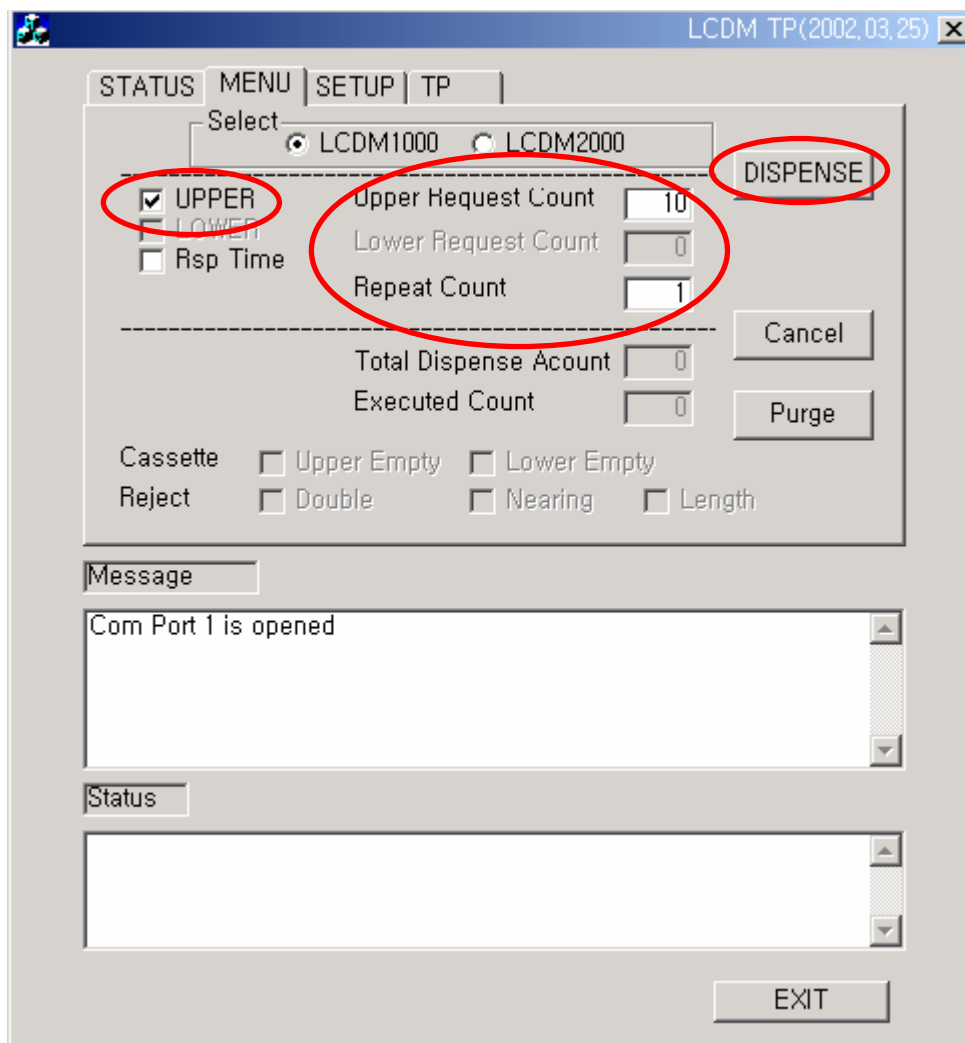 LCDM TP(2002,03,25)
STATUS MENU SETUP TP
Select
LCDM1000 LCDM2000
DISPENSE
UPPER Upper Request Count 10
LOWER Lower Request Count 0
Rsp Time
Repeat Count 1
Cancel
Total Dispense Acount 0
Executed Count 0
Purge
Cassette Upper Empty Lower Empty
Reject Double Nearing Length
Message
Com Port 1 is opened
Status
EXIT